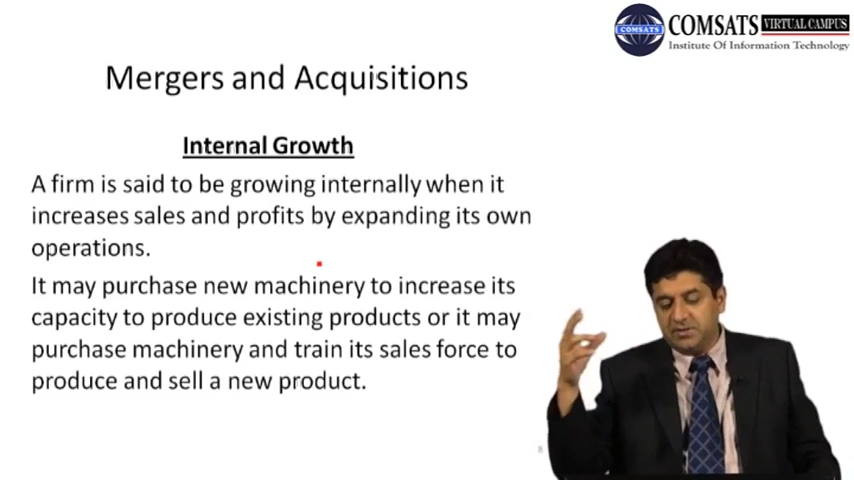 COMSATS
COMSATS VIRTUAL CAMPUS
Institute Of Information Technology
Mergers and Acquisitions
Internal Growth
A firm is said to be growing internally when it
increases sales and profits by expanding its own
operations.
It may purchase new machinery to increase its
capacity to produce existing products or it may
purchase machinery and train its sales force to
produce and sell a new product.
8